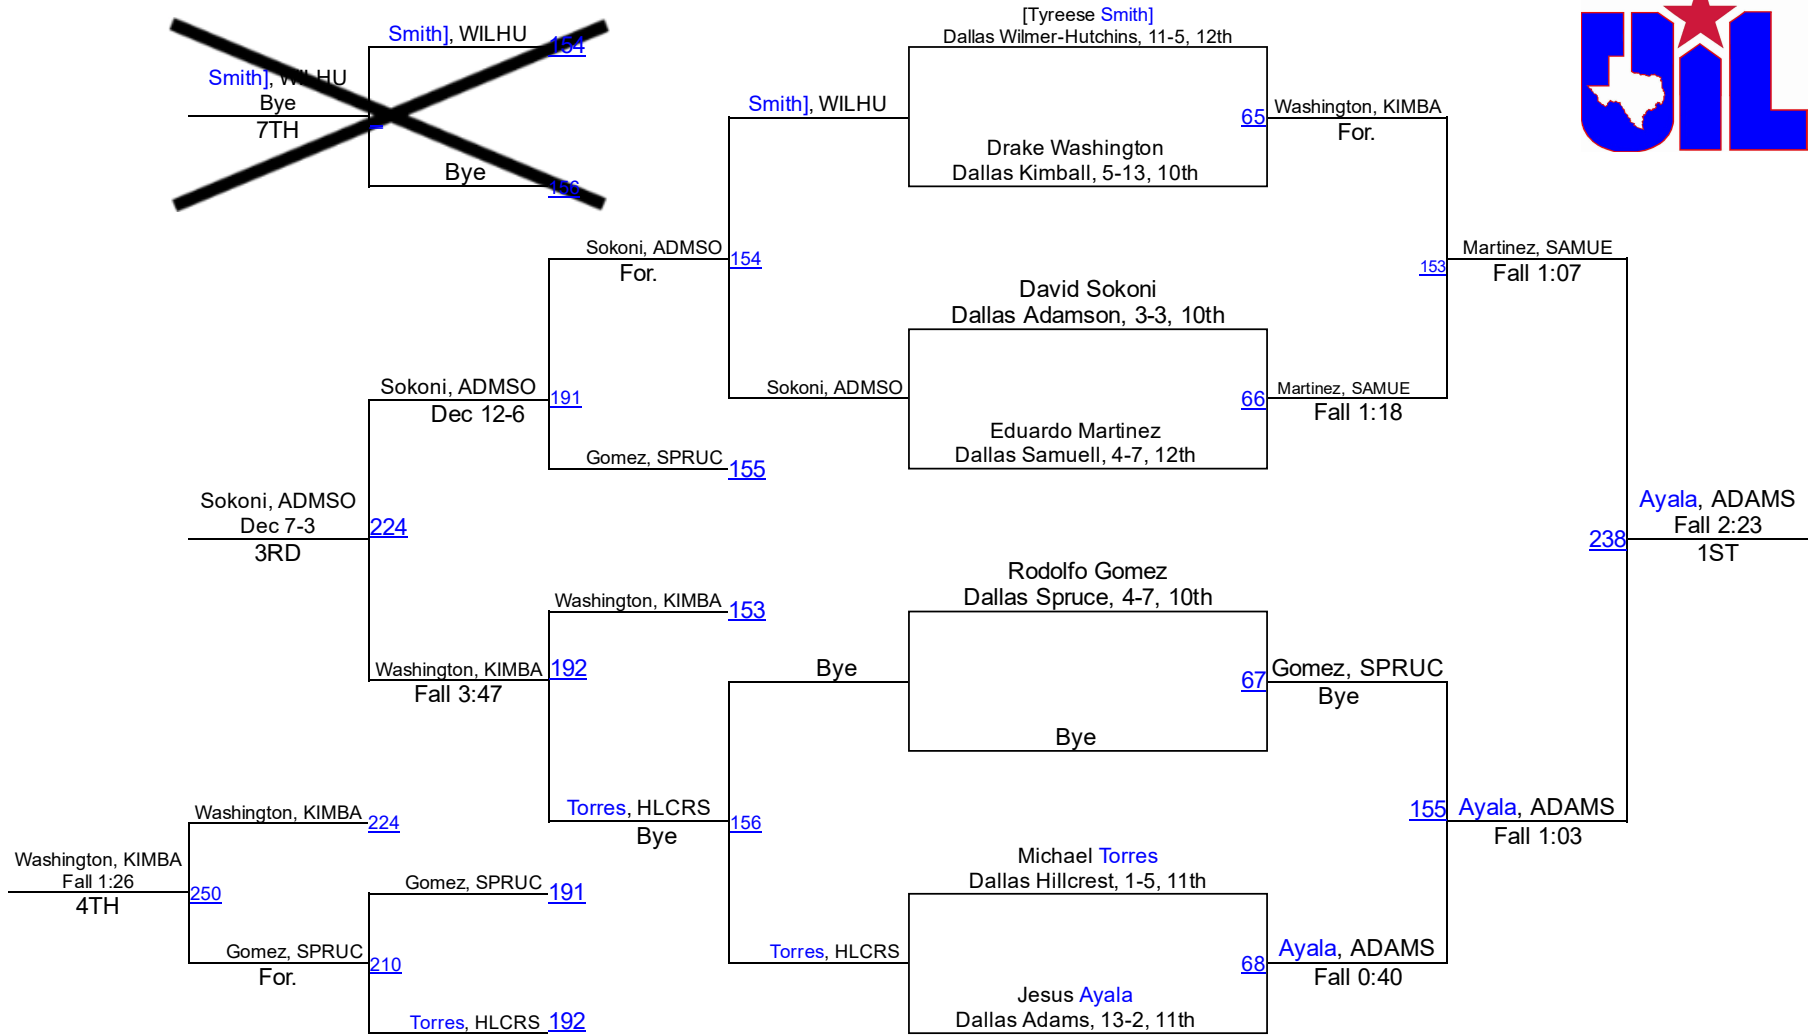 Smith], WILHU
154
Smith], WILHU
Bye
7TH
Bye
156
[Tyreese Smith]
Dallas Wilmer-Hutchins, 11-5, 12th
Smith], WILHU
65
Washington, KIMBA
For.
Drake Washington
Dallas Kimball, 5-13, 10th
UIL
Sokoni, ADMSO
For.
154
David Sokoni
Dallas Adamson, 3-3, 10th
153
Martinez, SAMUE
Fall 1:07
Sokoni, ADMSO
Dec 12-6
191
Sokoni, ADMSO
66
Martinez, SAMUE
Fall 1:18
Gomez, SPRUC
155
Eduardo Martinez
Dallas Samuell, 4-7, 12th
Sokoni, ADMSO
Dec 7-3
3RD
224
238
Ayala, ADAMS
Fall 2:23
1ST
Rodolfo Gomez
Dallas Spruce, 4-7, 10th
Washington, KIMBA
153
Washington, KIMBA
Fall 3:47
192
Bye
67
Gomez, SPRUC
Bye
Bye
Torres, HLCRS
Bye
156
155
Ayala, ADAMS
Fall 1:03
Washington, KIMBA
224
Washington, KIMBA
Fall 1:26
4TH
250
Gomez, SPRUC
191
Michael Torres
Dallas Hillcrest, 1-5, 11th
Gomez, SPRUC
For.
210
Torres, HLCRS
68
Ayala, ADAMS
Fall 0:40
Torres, HLCRS
192
Jesus Ayala
Dallas Adams, 13-2, 11th